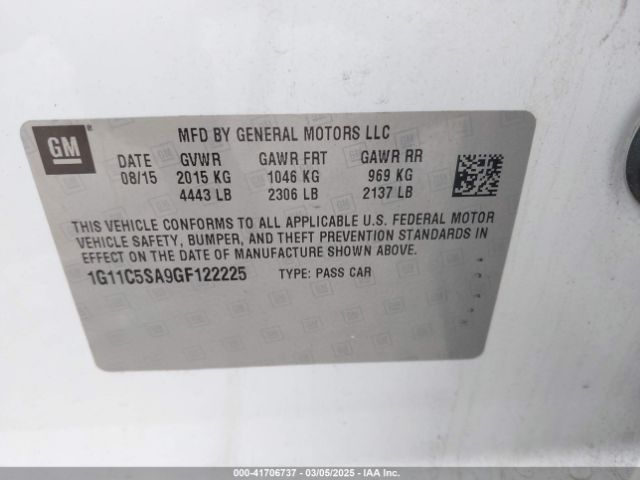 GM
MFD BY GENERAL MOTORS LLC
DATE GVWR GAWR FRT GAWR RR
08/15 2015 KG 1046 KG 969 KG
4443 LB 2306 LB 2137 LB
THIS VEHICLE CONFORMS TO ALL APPLICABLE U.S. FEDERAL MOTOR
VEHICLE SAFETY, BUMPER, AND THEFT PREVENTION STANDARDS IN
EFFECT ON THE DATE OF MANUFACTURE SHOWN ABOVE.
1G11C5SA9GF122225 TYPE: PASS CAR
000-41706737 - 03/05/2025 - IAA Inc.